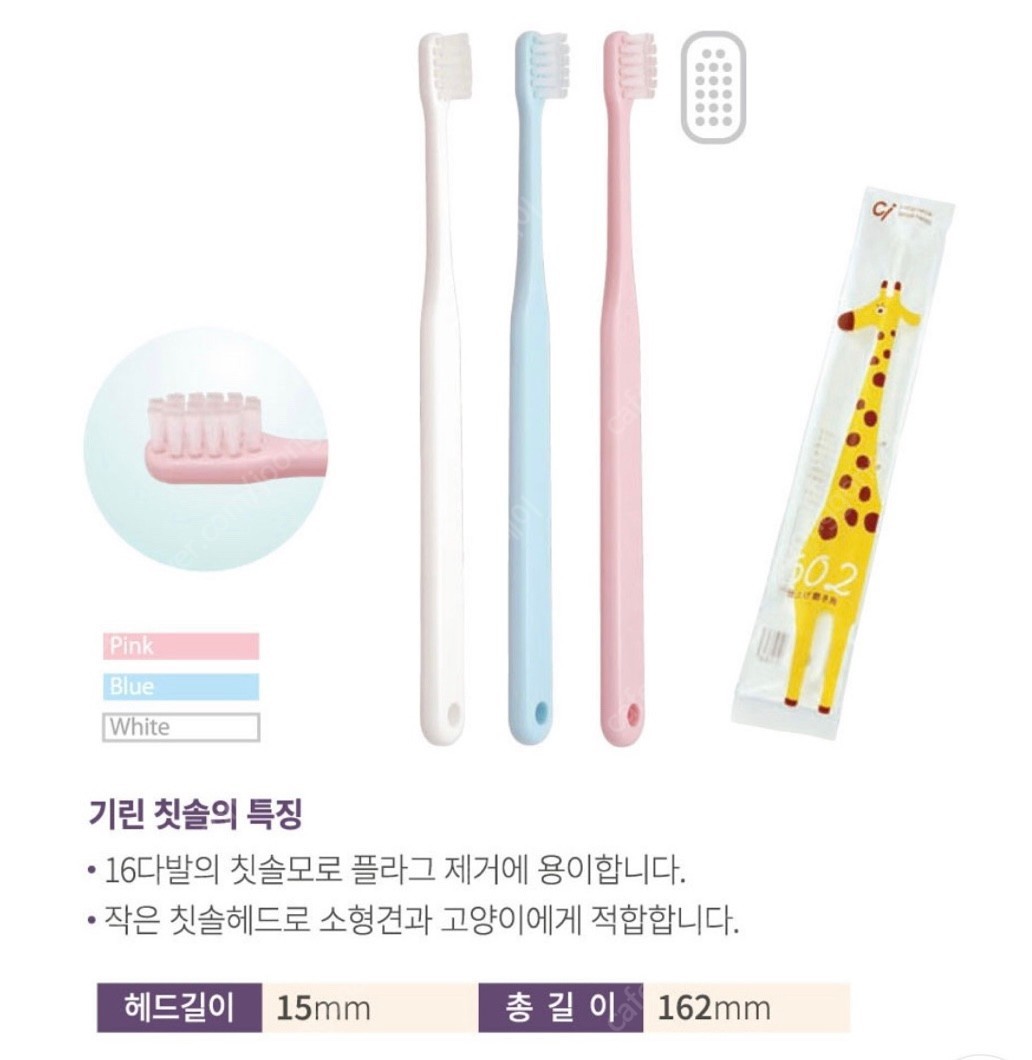 Ci
602
Pink
Blue
White
기린 칫솔의 특징
• 16다발의 칫솔모로 플라그 제거에 용이합니다.
• 작은 칫솔헤드로 소형견과 고양이에게 적합합니다.
헤드길이 15mm 총 길 이 162mm